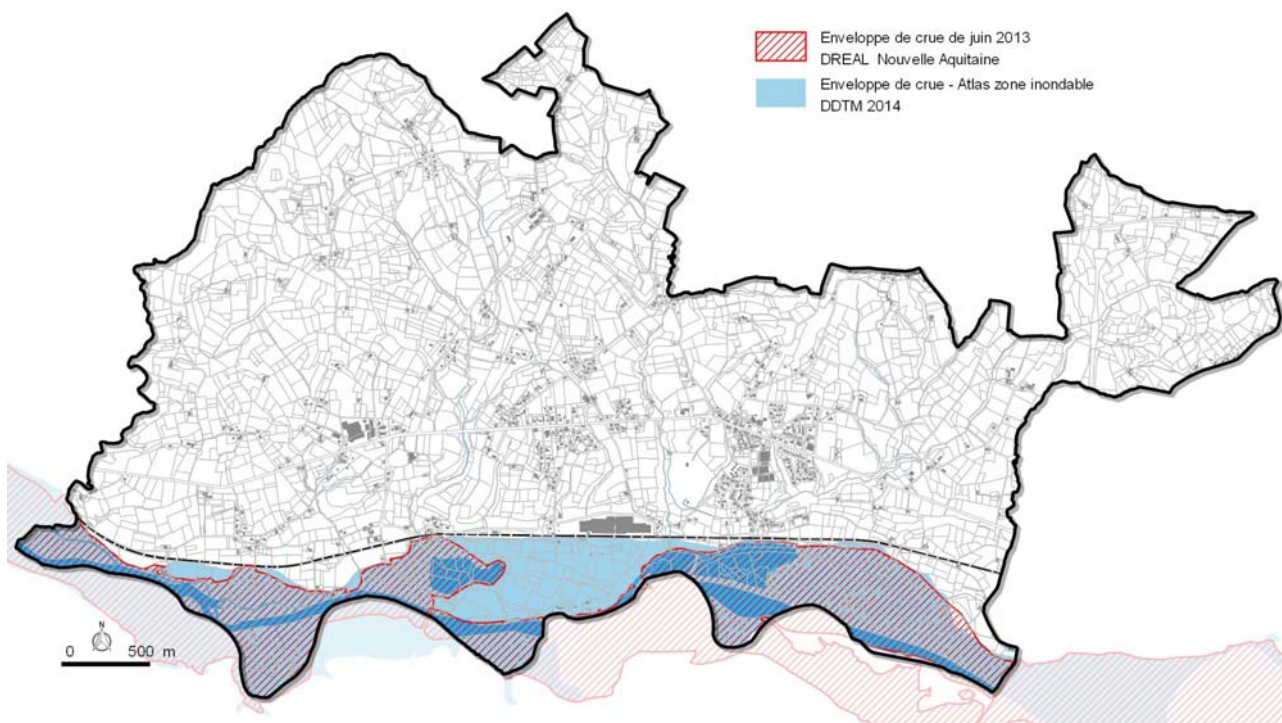 Enveloppe de crue de juin 2013
DREAL Nouvelle Aquitaine
Enveloppe de crue - Atlas zone inondable
DDTM 2014
N
0 500 m